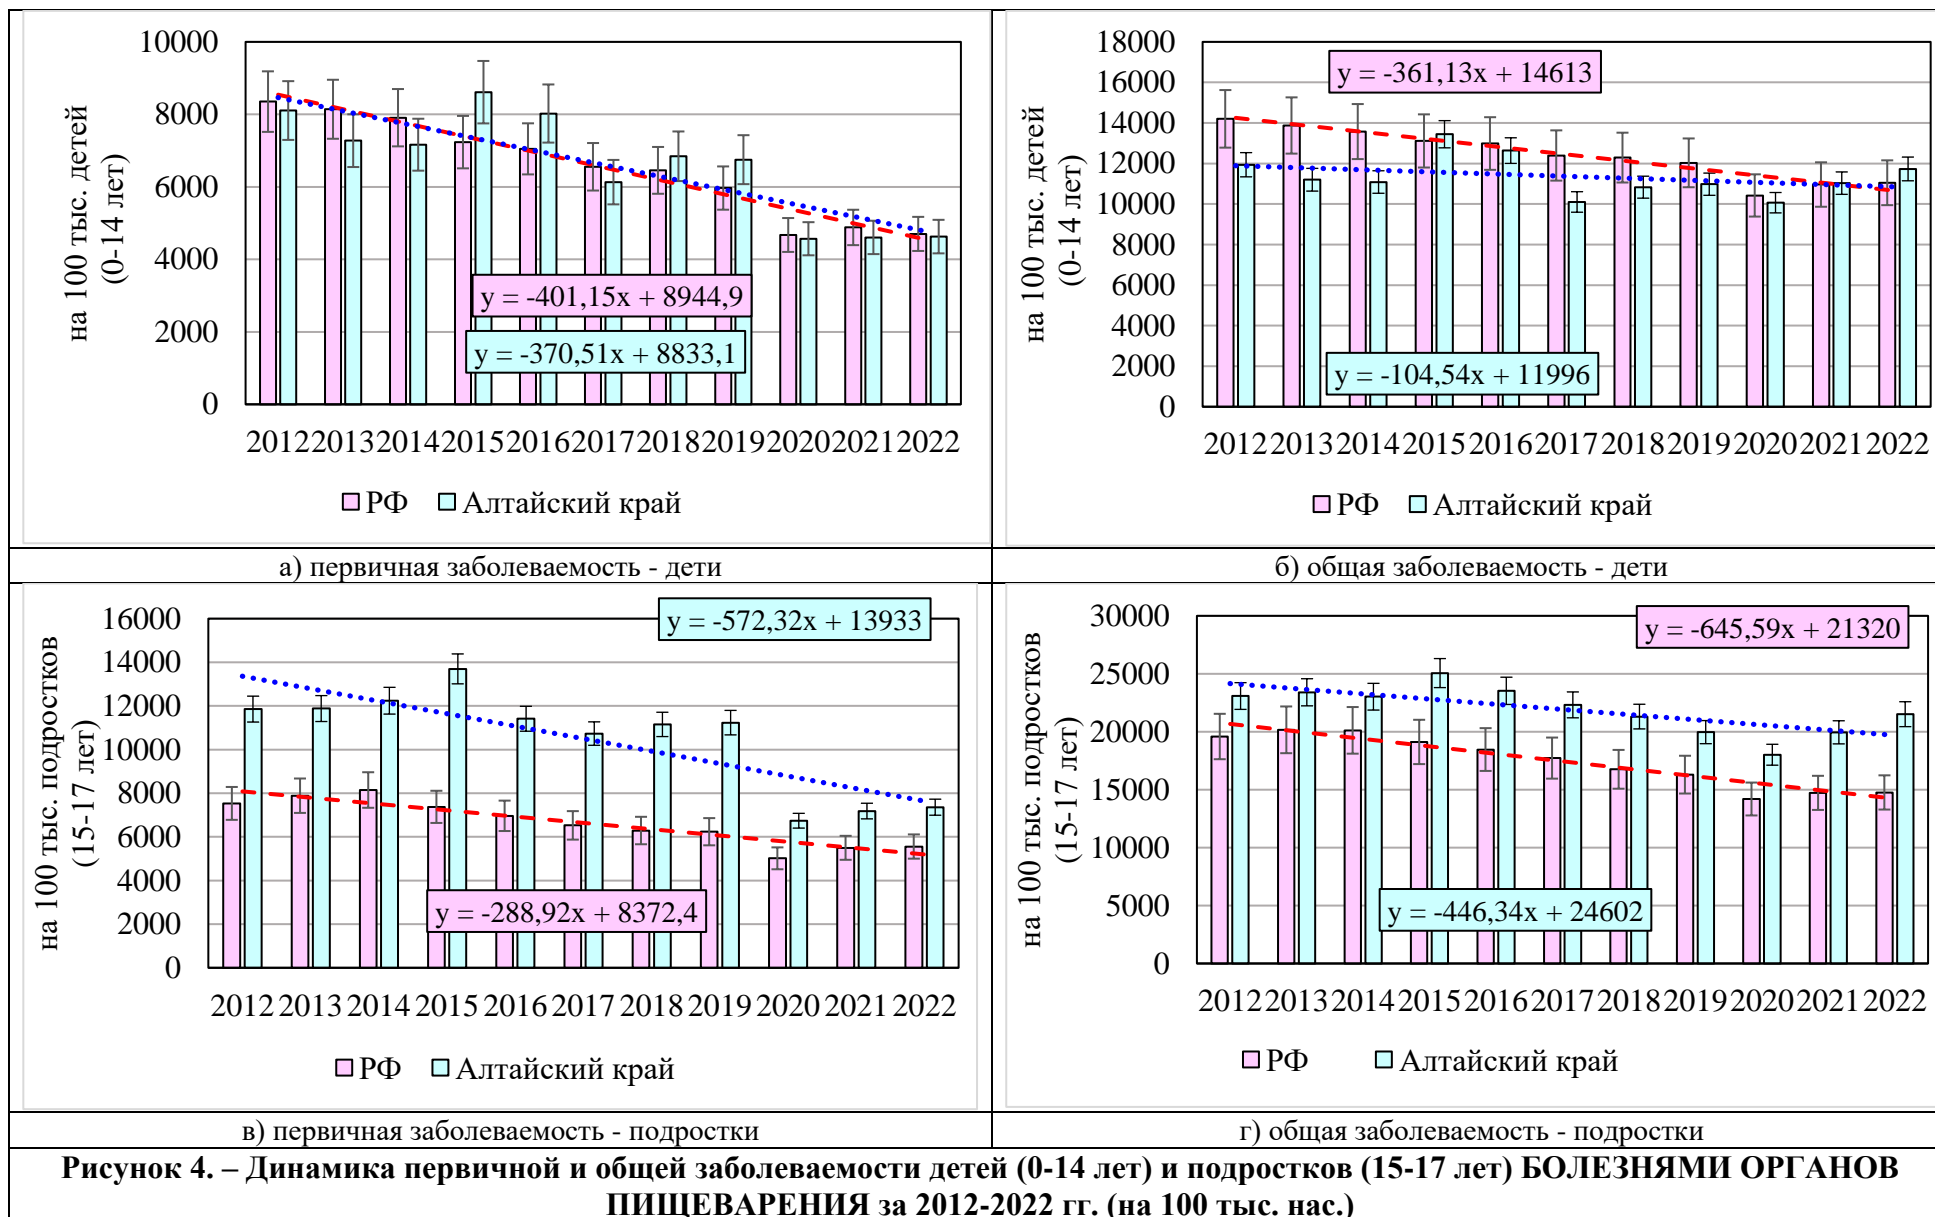 10000
8000
6000
4000
2000
0
на 100 тыс. детей
(0-14 лет)
y = -401,15x + 8944,9
y = -370,51x + 8833,1
2012 2013 2014 2015 2016 2017 2018 2019 2020 2021 2022
РФ Алтайский край
18000
16000
14000
12000
10000
8000
6000
4000
2000
0
на 100 тыс. детей
(0-14 лет)
y = -361,13x + 14613
y = -104,54x + 11996
2012 2013 2014 2015 2016 2017 2018 2019 2020 2021 2022
РФ Алтайский край
а) первичная заболеваемость - дети
б) общая заболеваемость - дети
16000
14000
12000
10000
8000
6000
4000
2000
0
на 100 тыс. подростков
(15-17 лет)
y = -572,32x + 13933
y = -288,92x + 8372,4
2012 2013 2014 2015 2016 2017 2018 2019 2020 2021 2022
РФ Алтайский край
30000
25000
20000
15000
10000
5000
0
на 100 тыс. подростков
(15-17 лет)
y = -645,59x + 21320
y = -446,34x + 24602
2012 2013 2014 2015 2016 2017 2018 2019 2020 2021 2022
РФ Алтайский край
в) первичная заболеваемость - подростки
г) общая заболеваемость - подростки
Рисунок 4. – Динамика первичной и общей заболеваемости детей (0-14 лет) и подростков (15-17 лет) БОЛЕЗНЯМИ ОРГАНОВ
ПИЩЕВАРЕНИЯ за 2012-2022 гг. (на 100 тыс. нас.)